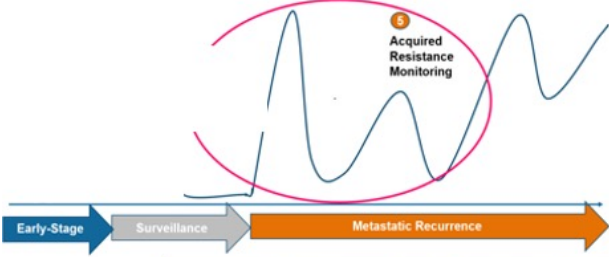 5
Acquired
Resistance
Monitoring
Early-Stage
Surveillance
Metastatic Recurrence